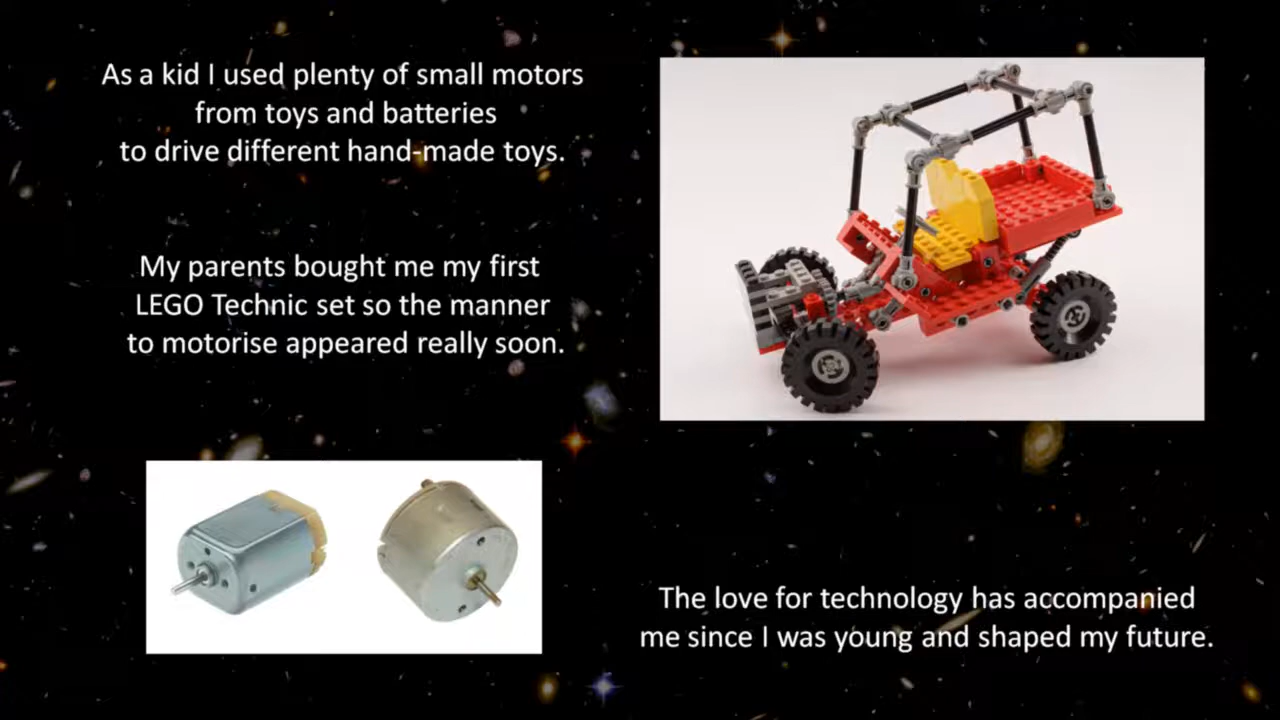 As a kid I used plenty of small motors
from toys and batteries
to drive different hand-made toys.
My parents bought me my first
LEGO Technic set so the manner
to motorise appeared really soon.
The love for technology has accompanied
me since I was young and shaped my future.